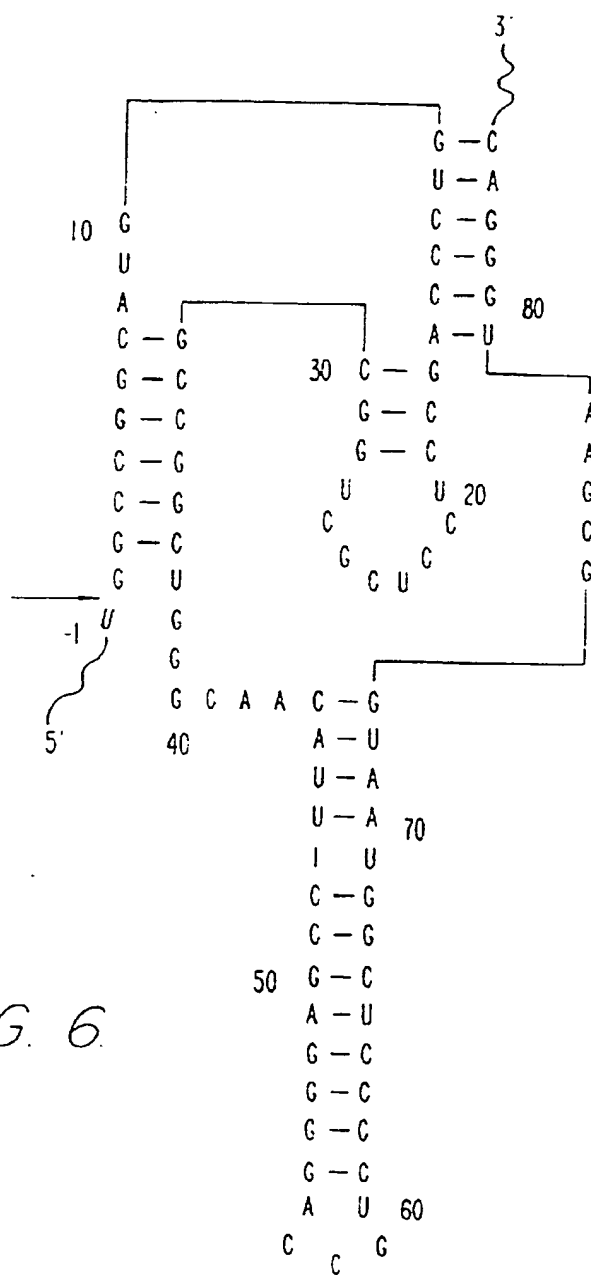 3'
G – C
U – A
C – G
10 G C – G
U C – G 80
A A – U
C – G 30 C – G
G – C G – C A
G – C G – C A
C – G U U 20 G
C – G C C C
G – C G C U C G
G U
-1 U G
G
5' G C A A C – G
40 A – U
U – A
U – A 70
I U
C – G
C – G
50 G – C
A – U
G – C
G – C
G – C
G – C
A U 60
C C G
G. 6.